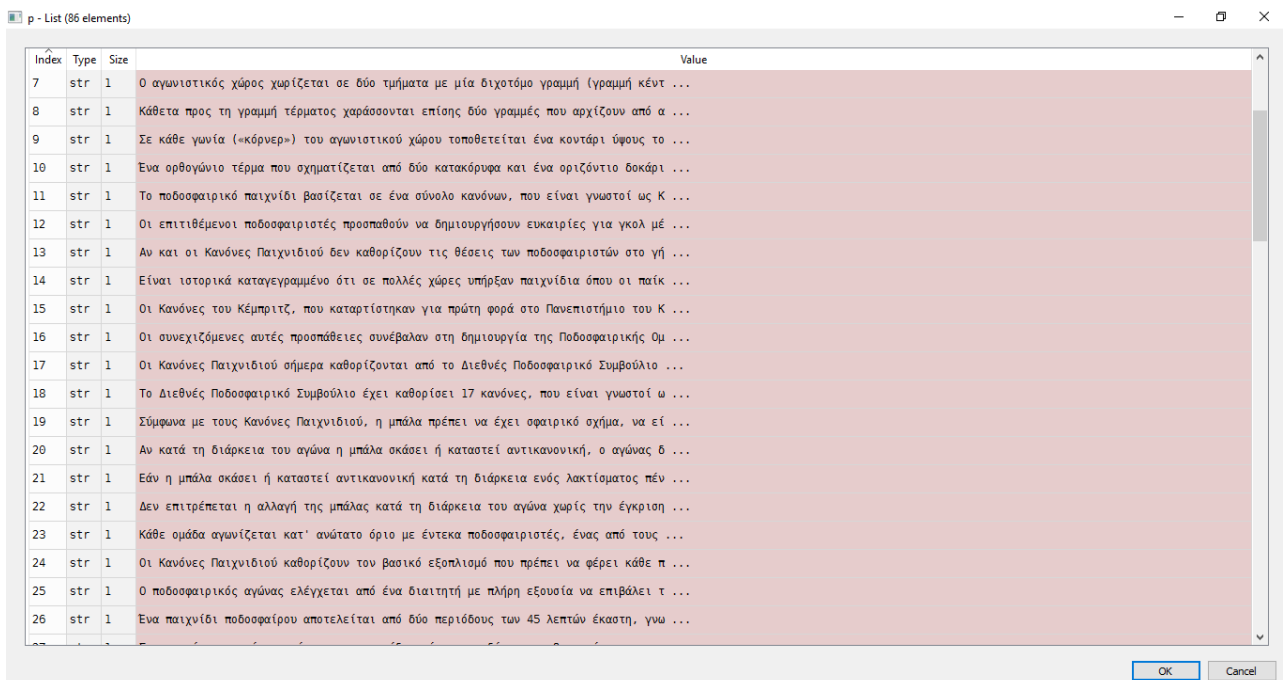 p - List (86 elements)
Index Type Size Value
7 str 1 Ο αγωνιστικός χώρος χωρίζεται σε δύο τμήματα με μία διχοτόμο γραμμή (γραμμή κέντ ...
8 str 1 Κάθετα προς τη γραμμή τέρματος χαράσσονται επίσης δύο γραμμές που αρχίζουν από α ...
9 str 1 Σε κάθε γωνία («κόρνερ») του αγωνιστικού χώρου τοποθετείται ένα κοντάρι ύψους το ...
10 str 1 Ένα ορθογώνιο τέρμα που σχηματίζεται από δύο κατακόρυφα και ένα οριζόντιο δοκάρι ...
11 str 1 Το ποδοσφαιρικό παιχνίδι βασίζεται σε ένα σύνολο κανόνων, που είναι γνωστοί ως Κ ...
12 str 1 Οι επιτιθέμενοι ποδοσφαιριστές προσπαθούν να δημιουργήσουν ευκαιρίες για γκολ μέ ...
13 str 1 Αν και οι Κανόνες Παιχνιδιού δεν καθορίζουν τις θέσεις των ποδοσφαιριστών στο γή ...
14 str 1 Είναι ιστορικά καταγεγραμμένο ότι σε πολλές χώρες υπήρξαν παιχνίδια όπου οι παίκ ...
15 str 1 Οι Κανόνες του Κέμπριτζ, που καταρτίστηκαν για πρώτη φορά στο Πανεπιστήμιο του Κ ...
16 str 1 Οι συνεχιζόμενες αυτές προσπάθειες συνέβαλαν στη δημιουργία της Ποδοσφαιρικής Ομ ...
17 str 1 Οι Κανόνες Παιχνιδιού σήμερα καθορίζονται από το Διεθνές Ποδοσφαιρικό Συμβούλιο ...
18 str 1 Το Διεθνές Ποδοσφαιρικό Συμβούλιο έχει καθορίσει 17 κανόνες, που είναι γνωστοί ω ...
19 str 1 Σύμφωνα με τους Κανόνες Παιχνιδιού, η μπάλα πρέπει να έχει σφαιρικό σχήμα, να εί ...
20 str 1 Αν κατά τη διάρκεια του αγώνα η μπάλα σκάσει ή καταστεί αντικανονική, ο αγώνας δ ...
21 str 1 Εάν η μπάλα σκάσει ή καταστεί αντικανονική κατά τη διάρκεια ενός λακτίσματος πέν ...
22 str 1 Δεν επιτρέπεται η αλλαγή της μπάλας κατά τη διάρκεια του αγώνα χωρίς την έγκριση ...
23 str 1 Κάθε ομάδα αγωνίζεται κατ' ανώτατο όριο με έντεκα ποδοσφαιριστές, ένας από τους ...
24 str 1 Οι Κανόνες Παιχνιδιού καθορίζουν τον βασικό εξοπλισμό που πρέπει να φέρει κάθε π ...
25 str 1 Ο ποδοσφαιρικός αγώνας ελέγχεται από ένα διαιτητή με πλήρη εξουσία να επιβάλει τ ...
26 str 1 Ένα παιχνίδι ποδοσφαίρου αποτελείται από δύο περιόδους των 45 λεπτών έκαστη, γνω ...
OK Cancel